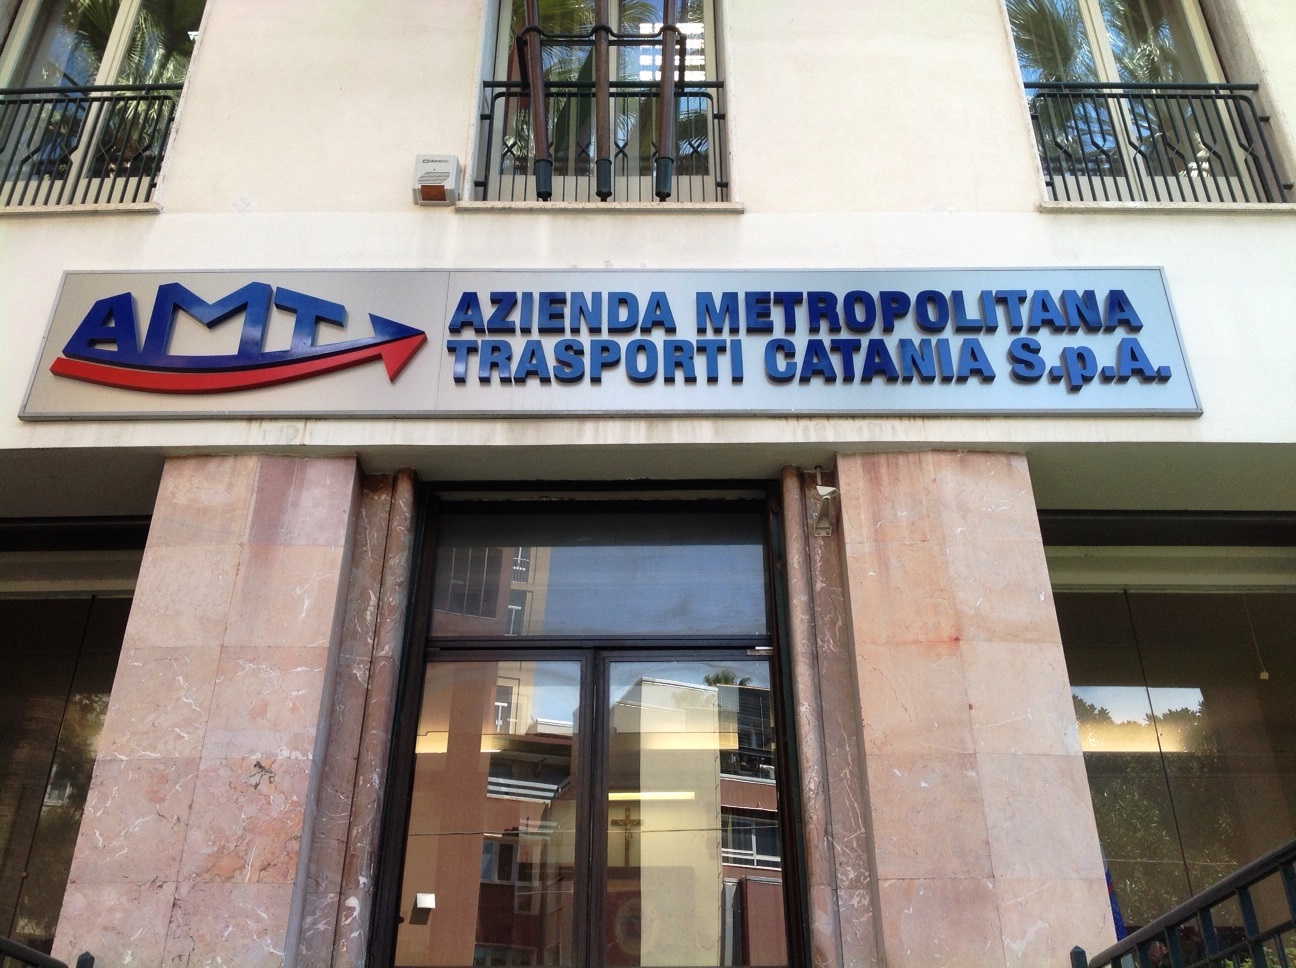 AMT
AZIENDA METROPOLITANA
TRASPORTI CATANIA S.p.A.